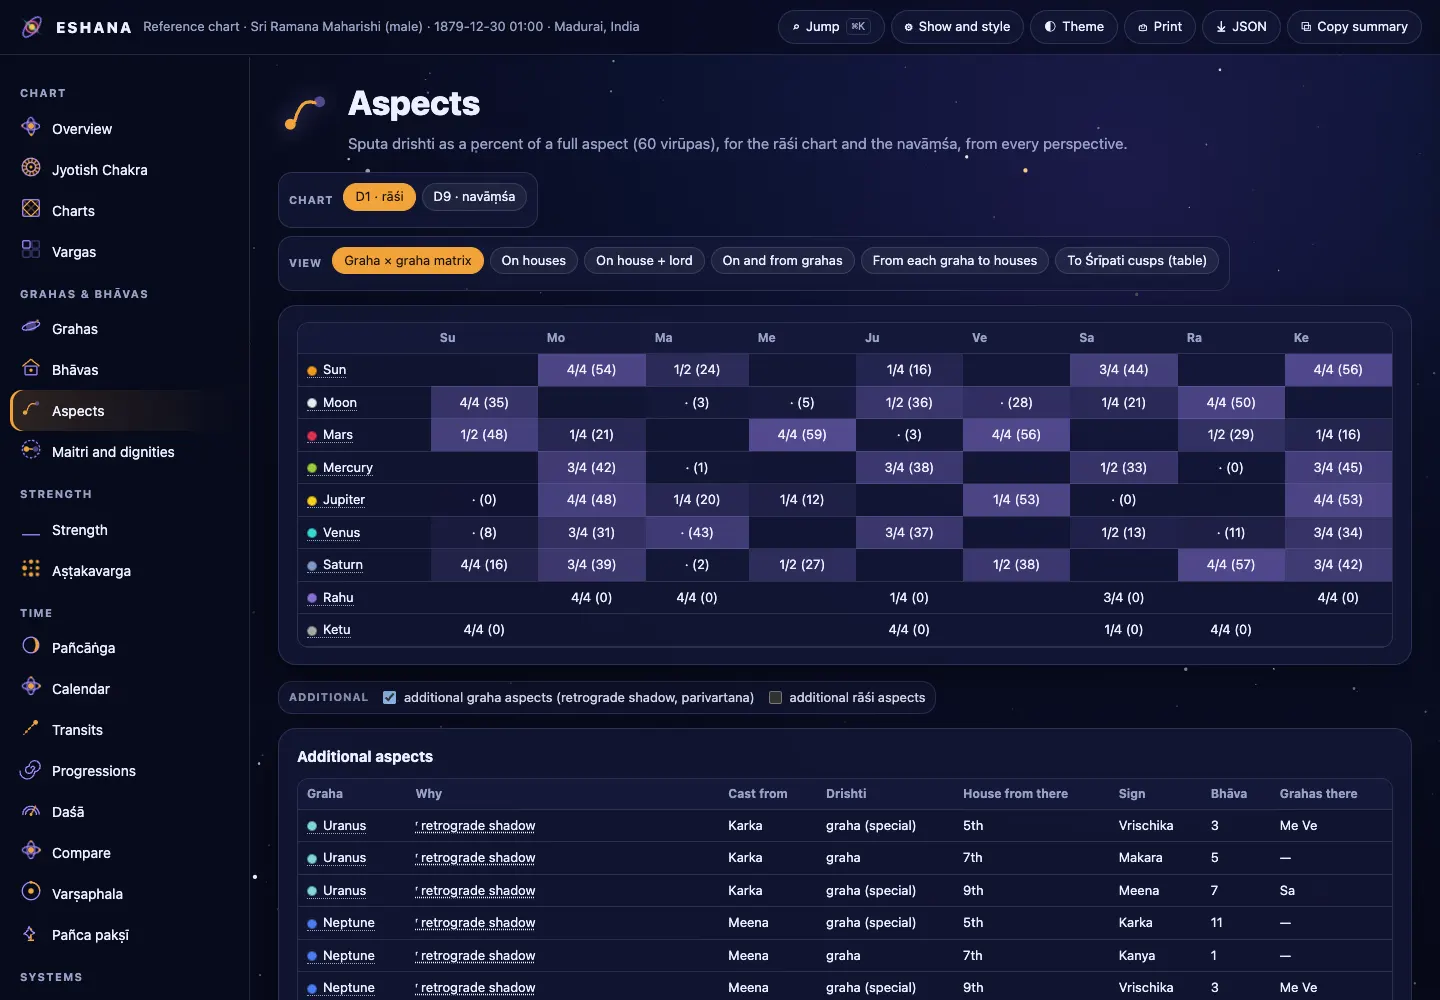 ESHANA Reference chart · Sri Ramana Maharishi (male) · 1879-12-30 01:00 · Madurai, India
Jump ⌘K Show and style Theme Print JSON Copy summary
CHART
Overview
Jyotish Chakra
Charts
Vargas
GRAHAS & BHĀVAS
Grahas
Bhāvas
Aspects
Maitri and dignities
STRENGTH
Strength
Aṣṭakavarga
TIME
Pañcāṅga
Calendar
Transits
Progressions
Daśā
Compare
Varṣaphala
Pañca pakṣī
SYSTEMS
Aspects
Sputa drishti as a percent of a full aspect (60 virūpas), for the rāśi chart and the navāṃśa, from every perspective.
CHART D1 · rāśi D9 · navāṃśa
VIEW Graha × graha matrix On houses On house + lord On and from grahas From each graha to houses To Śrīpati cusps (table)
Su Mo Ma Me Ju Ve Sa Ra Ke
Sun 4/4 (54) 1/2 (24) 1/4 (16) 3/4 (44) 4/4 (56)
Moon 4/4 (35) · (3) · (5) 1/2 (36) · (28) 1/4 (21) 4/4 (50)
Mars 1/2 (48) 1/4 (21) 4/4 (59) · (3) 4/4 (56) 1/2 (29) 1/4 (16)
Mercury 3/4 (42) · (1) 3/4 (38) 1/2 (33) · (0) 3/4 (45)
Jupiter · (0) 4/4 (48) 1/4 (20) 1/4 (12) 1/4 (53) · (0) 4/4 (53)
Venus · (8) 3/4 (31) · (43) 3/4 (37) 1/2 (13) · (11) 3/4 (34)
Saturn 4/4 (16) 3/4 (39) · (2) 1/2 (27) 1/2 (38) 4/4 (57) 3/4 (42)
Rahu 4/4 (0) 4/4 (0) 1/4 (0) 3/4 (0) 4/4 (0)
Ketu 4/4 (0) 4/4 (0) 1/4 (0) 4/4 (0)
ADDITIONAL additional graha aspects (retrograde shadow, parivartana) additional rāśi aspects
Additional aspects
Graha Why Cast from Drishti House from there Sign Bhāva Grahas there
Uranus ʳ retrograde shadow Karka graha (special) 5th Vrischika 3 Me Ve
Uranus ʳ retrograde shadow Karka graha 7th Makara 5 —
Uranus ʳ retrograde shadow Karka graha (special) 9th Meena 7 Sa
Neptune ʳ retrograde shadow Meena graha (special) 5th Karka 11 —
Neptune ʳ retrograde shadow Meena graha 7th Kanya 1 —
Neptune ʳ retrograde shadow Meena graha (special) 9th Vrischika 3 Me Ve